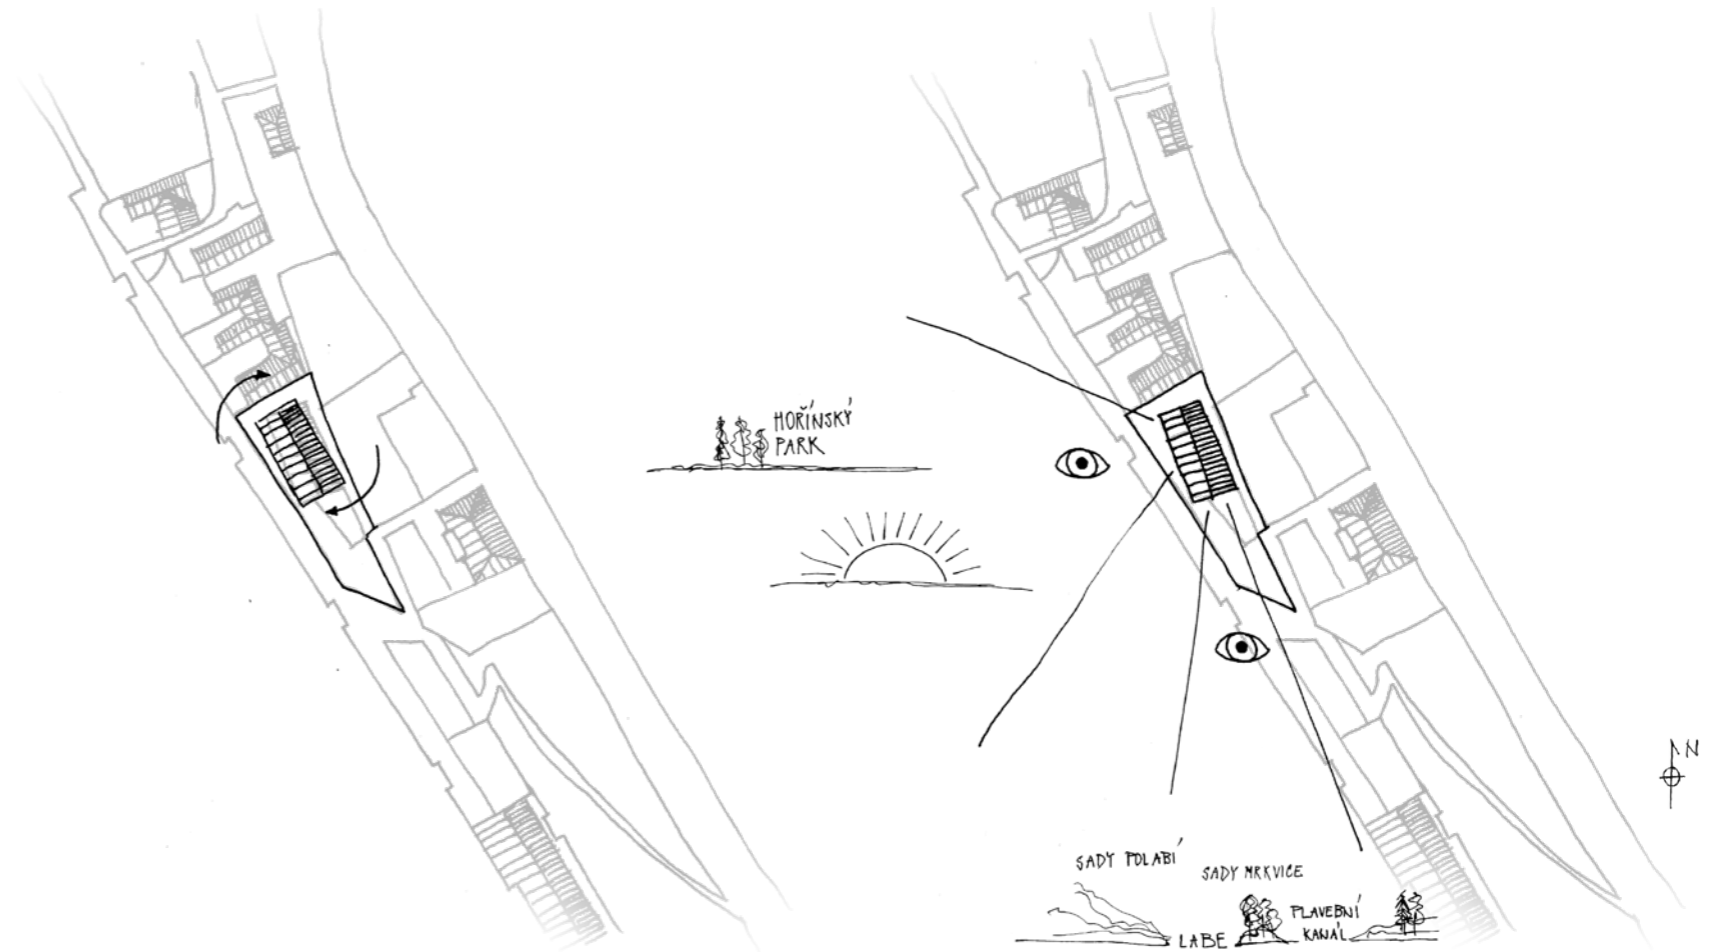 HOŘÍNSKÝ
PARK
N
SADY POLABÍ
SADY MRKVICE
PLAVEBNÍ
KANÁL
LABE